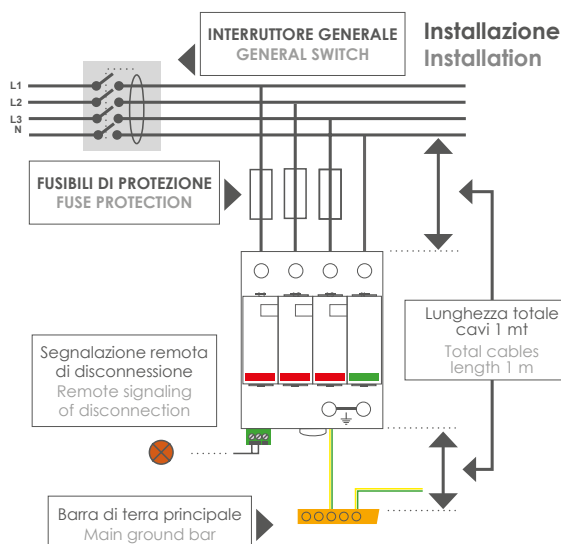 INTERRUTTORE GENERALE
GENERAL SWITCH
Installazione
Installation
L1
L2
L3
N
FUSIBILI DI PROTEZIONE
FUSE PROTECTION
Lunghezza totale
cavi 1 mt
Total cables
length 1 m
Segnalazione remota
di disconnessione
Remote signaling
of disconnection
Barra di terra principale
Main ground bar